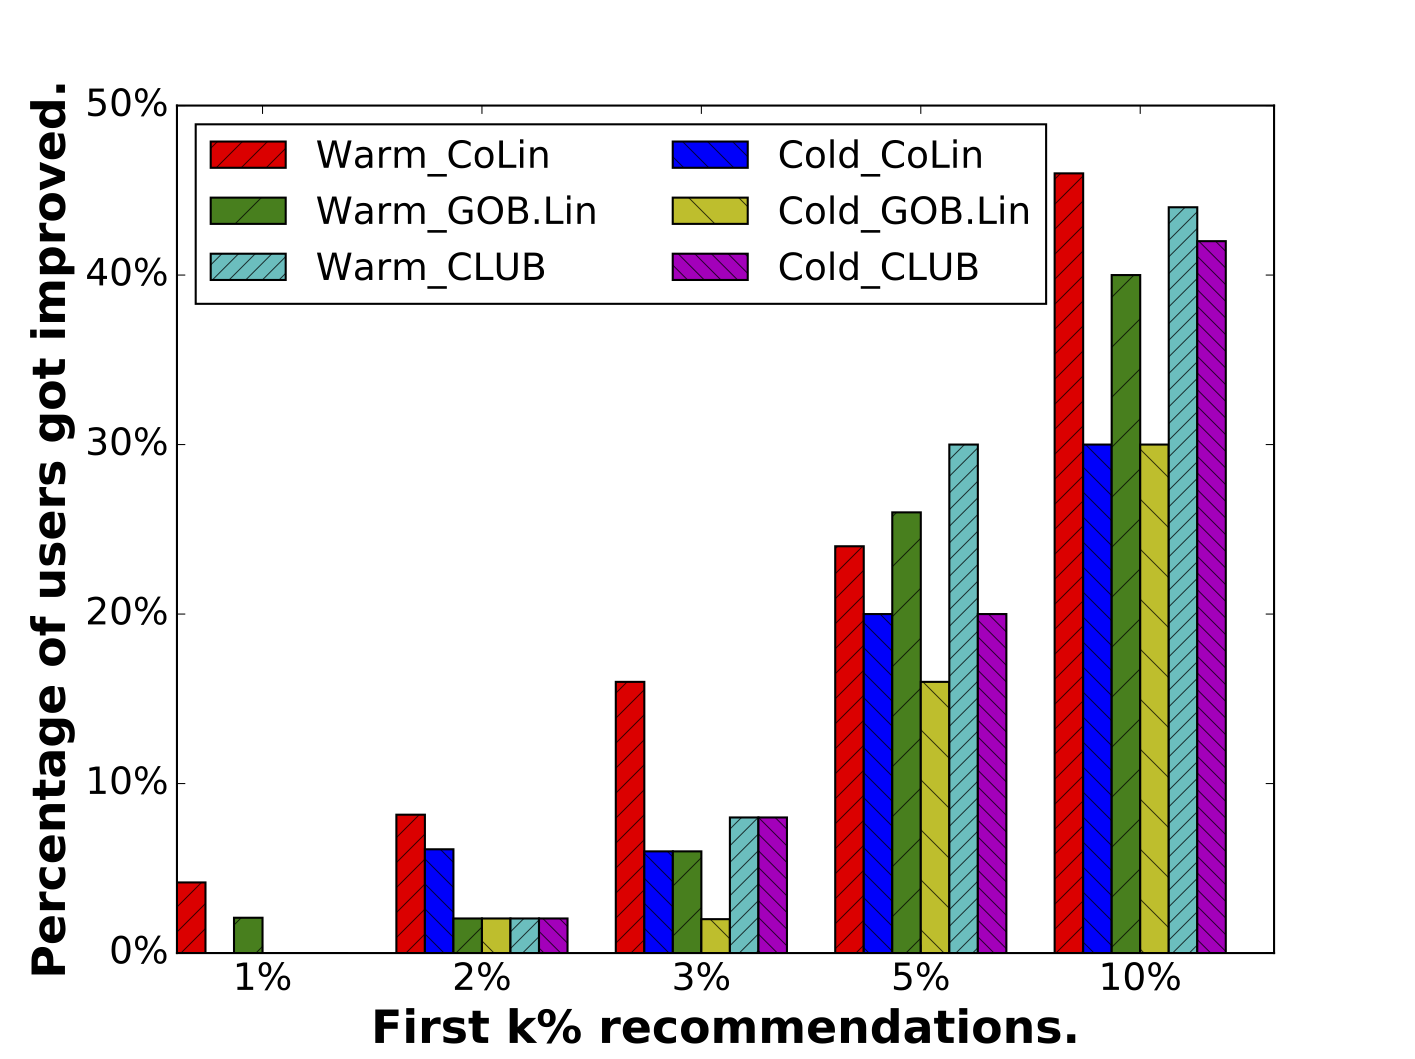 Percentage of users got improved.
50%
40%
30%
20%
10%
0%
Warm_CoLin
Warm_GOB.Lin
Warm_CLUB
Cold_CoLin
Cold_GOB.Lin
Cold_CLUB
1% 2% 3% 5% 10%
First k% recommendations.